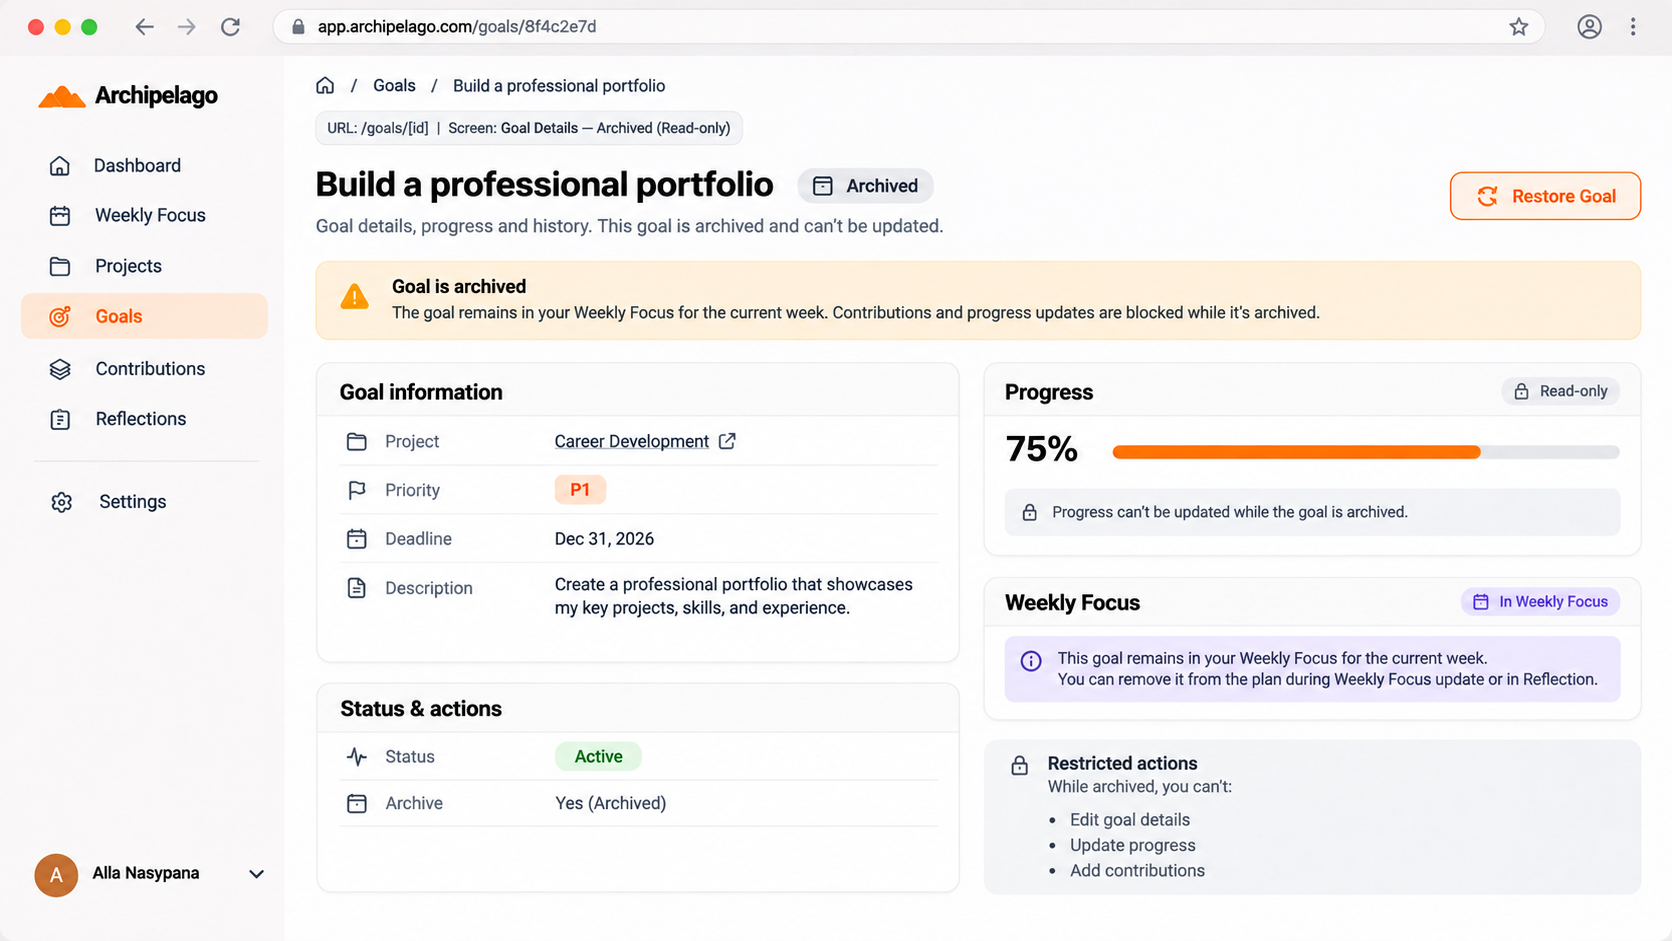 app.archipelago.com/goals/8f4c2e7d
Archipelago
Dashboard
Weekly Focus
Projects
Goals
Contributions
Reflections
Settings
A
Alla Nasypana
/ Goals / Build a professional portfolio
URL: /goals/[id] | Screen: Goal Details — Archived (Read-only)
Build a professional portfolio
Archived
Goal details, progress and history. This goal is archived and can’t be updated.
Restore Goal
Goal is archived
The goal remains in your Weekly Focus for the current week. Contributions and progress updates are blocked while it's archived.
Goal information
Project Career Development
Priority P1
Deadline Dec 31, 2026
Description Create a professional portfolio that showcases
my key projects, skills, and experience.
Status & actions
Status Active
Archive Yes (Archived)
Progress
Read-only
75%
Progress can’t be updated while the goal is archived.
Weekly Focus
In Weekly Focus
This goal remains in your Weekly Focus for the current week.
You can remove it from the plan during Weekly Focus update or in Reflection.
Restricted actions
While archived, you can’t:
• Edit goal details
• Update progress
• Add contributions